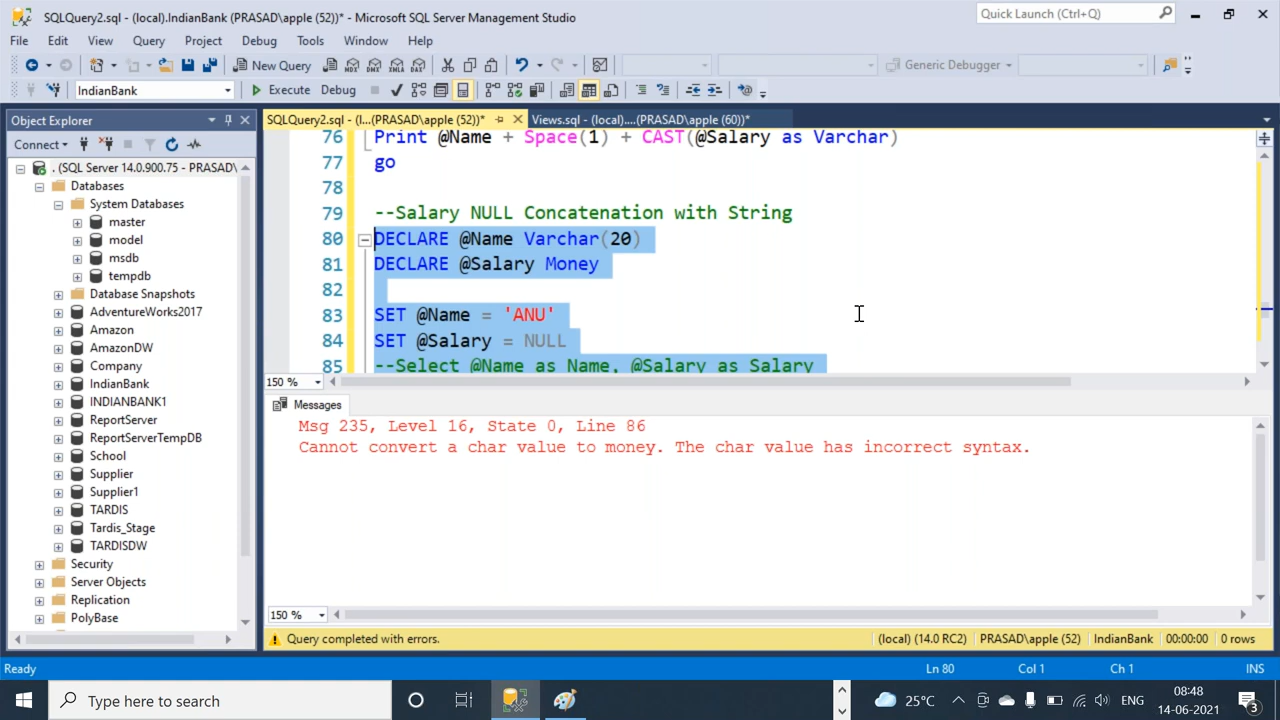 SQLQuery2.sql - (local).IndianBank (PRASAD\apple (52))* - Microsoft SQL Server Management Studio
Quick Launch (Ctrl+Q)
File Edit View Query Project Debug Tools Window Help
New Query
Generic Debugger
IndianBank
Execute Debug
Object Explorer
SQLQuery2.sql - (l...(PRASAD\apple (52))*
Views.sql - (local)....(PRASAD\apple (60))*
Connect
. (SQL Server 14.0.900.75 - PRASAD\
Databases
System Databases
master
model
msdb
tempdb
Database Snapshots
AdventureWorks2017
Amazon
AmazonDW
Company
IndianBank
INDIANBANK1
ReportServer
ReportServerTempDB
School
Supplier
Supplier1
TARDIS
Tardis_Stage
TARDISDW
Security
Server Objects
Replication
PolyBase
76 Print @Name + Space(1) + CAST(@Salary as Varchar)
77 go
78
79 --Salary NULL Concatenation with String
80 DECLARE @Name Varchar(20)
81 DECLARE @Salary Money
82
83 SET @Name = 'ANU'
84 SET @Salary = NULL
85 --Select @Name as Name, @Salary as Salary
150 %
Messages
Msg 235, Level 16, State 0, Line 86
Cannot convert a char value to money. The char value has incorrect syntax.
150 %
Query completed with errors.
(local) (14.0 RC2) PRASAD\apple (52) IndianBank 00:00:00 0 rows
Ready
Ln 80 Col 1 Ch 1 INS
Type here to search
25°C
ENG
08:48
14-06-2021
3